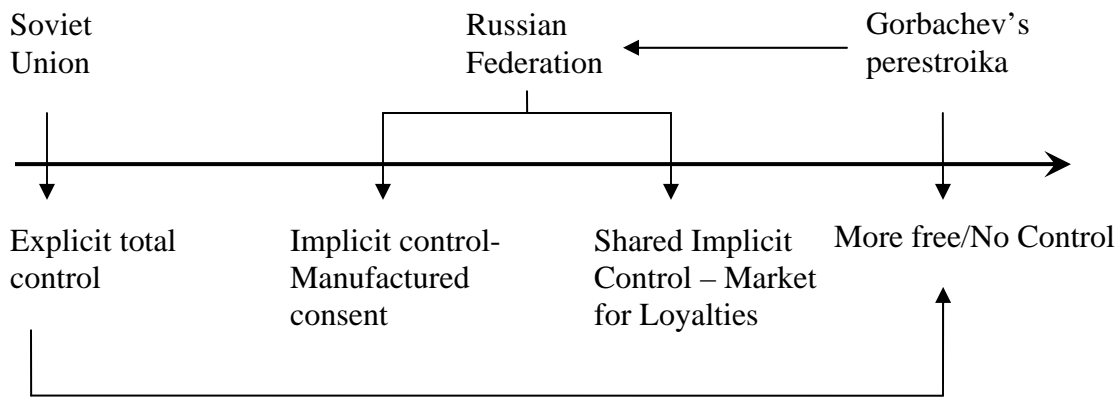 Soviet
Union
Russian
Federation
Gorbachev’s
perestroika
Explicit total
control
Implicit control-
Manufactured
consent
Shared Implicit
Control – Market
for Loyalties
More free/No Control